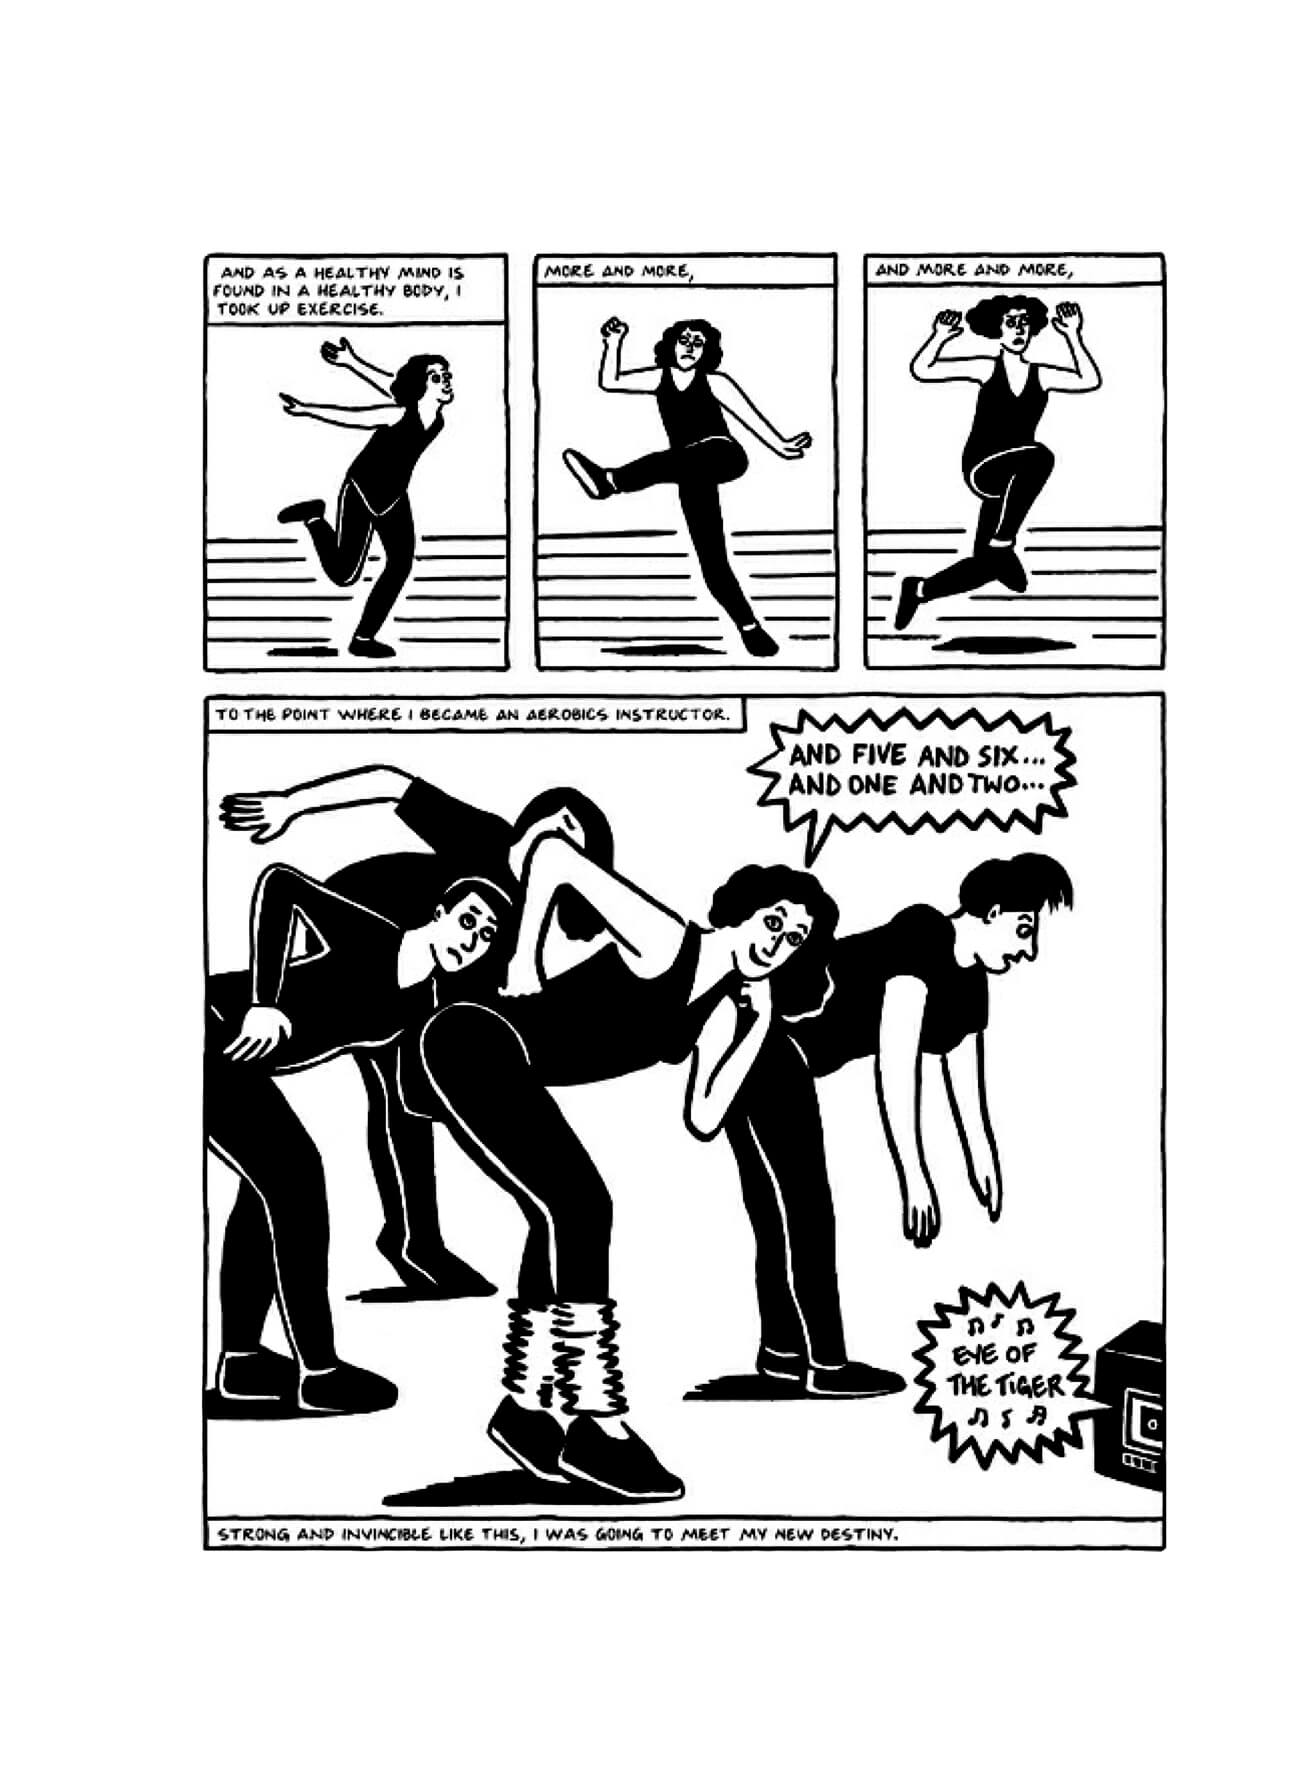 AND AS A HEALTHY MIND IS
FOUND IN A HEALTHY BODY, I
TOOK UP EXERCISE.
MORE AND MORE,
AND MORE AND MORE,
TO THE POINT WHERE I BECAME AN AEROBICS INSTRUCTOR.
AND FIVE AND SIX...
AND ONE AND TWO...
EYE OF
THE TIGER
STRONG AND INVINCIBLE LIKE THIS, I WAS GOING TO MEET MY NEW DESTINY.